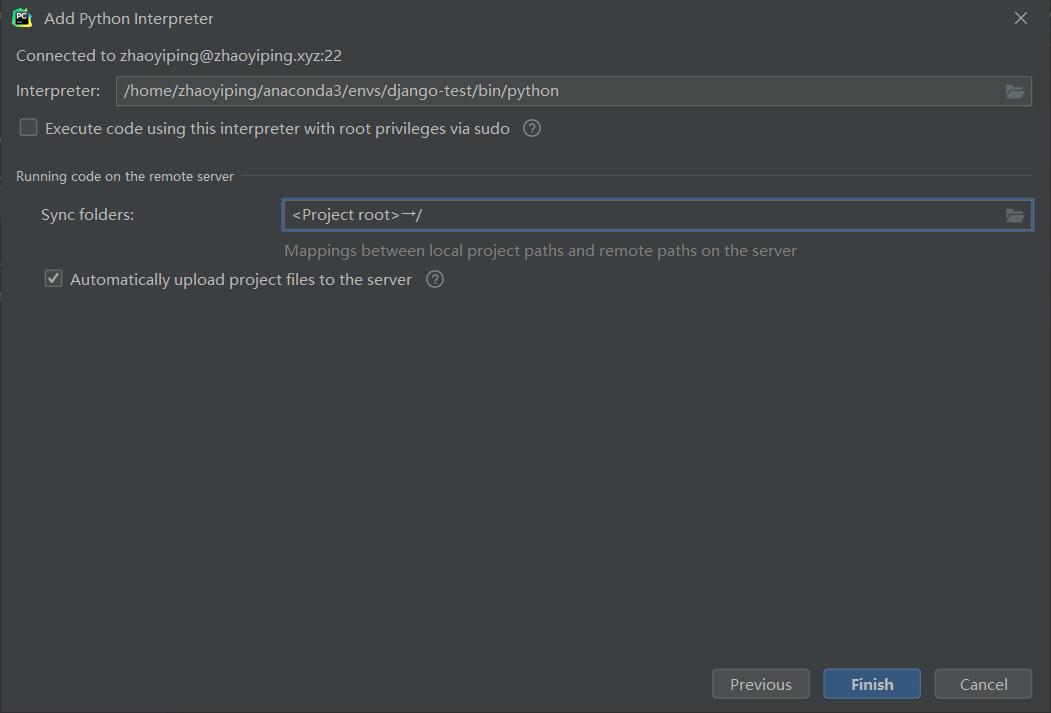 PC
Add Python Interpreter
Connected to zhaoyiping@zhaoyiping.xyz:22
Interpreter: /home/zhaoyiping/anaconda3/envs/django-test/bin/python
Execute code using this interpreter with root privileges via sudo ?
Running code on the remote server
Sync folders: <Project root>→/
Mappings between local project paths and remote paths on the server
Automatically upload project files to the server ?
Previous Finish Cancel